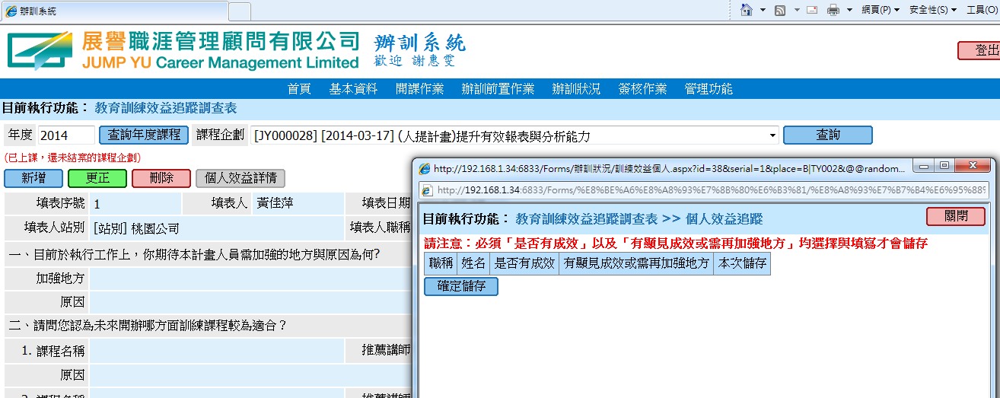 辦訓系統
網頁(P) 安全性(S) 工具(O)
展譽職涯管理顧問有限公司
JUMP YU Career Management Limited
辦訓系統
歡迎 謝惠雯
登出
首頁 基本資料 開課作業 辦訓前置作業 辦訓狀況 簽核作業 管理功能
目前執行功能： 教育訓練效益追蹤調查表
年度 2014 查詢年度課程 課程企劃 [JY000028] [2014-03-17] (人提計畫)提升有效報表與分析能力 查詢
(已上課，還未結案的課程企劃)
新增 更正 刪除 個人效益詳情
填表序號 1 填表人 黃佳萍 填表日期
填表人站別 [站別] 桃園公司 填表人職稱
一、目前於執行工作上，你期待本計畫人員需加強的地方與原因為何?
加強地方
原因
二、請問您認為未來開辦哪方面訓練課程較為適合？
1. 課程名稱 推薦講師
原因
2. 課程名稱 推薦講師
http://192.168.1.34:6833/Forms/辦訓狀況/訓練效益個人.aspx?id=38&serial=1&place=B|TY002&@@random...
http://192.168.1.34:6833/Forms/%E8%BE%A6%E8%A8%93%E7%8B%80%E6%B3%81/%E8%A8%93%E7%B7%B4%E6%95%88%
目前執行功能： 教育訓練效益追蹤調查表 >> 個人效益追蹤
關閉
請注意：必須「是否有成效」以及「有顯見成效或需再加強地方」均選擇與填寫才會儲存
職稱 姓名 是否有成效 有顯見成效或需再加強地方 本次儲存
確定儲存